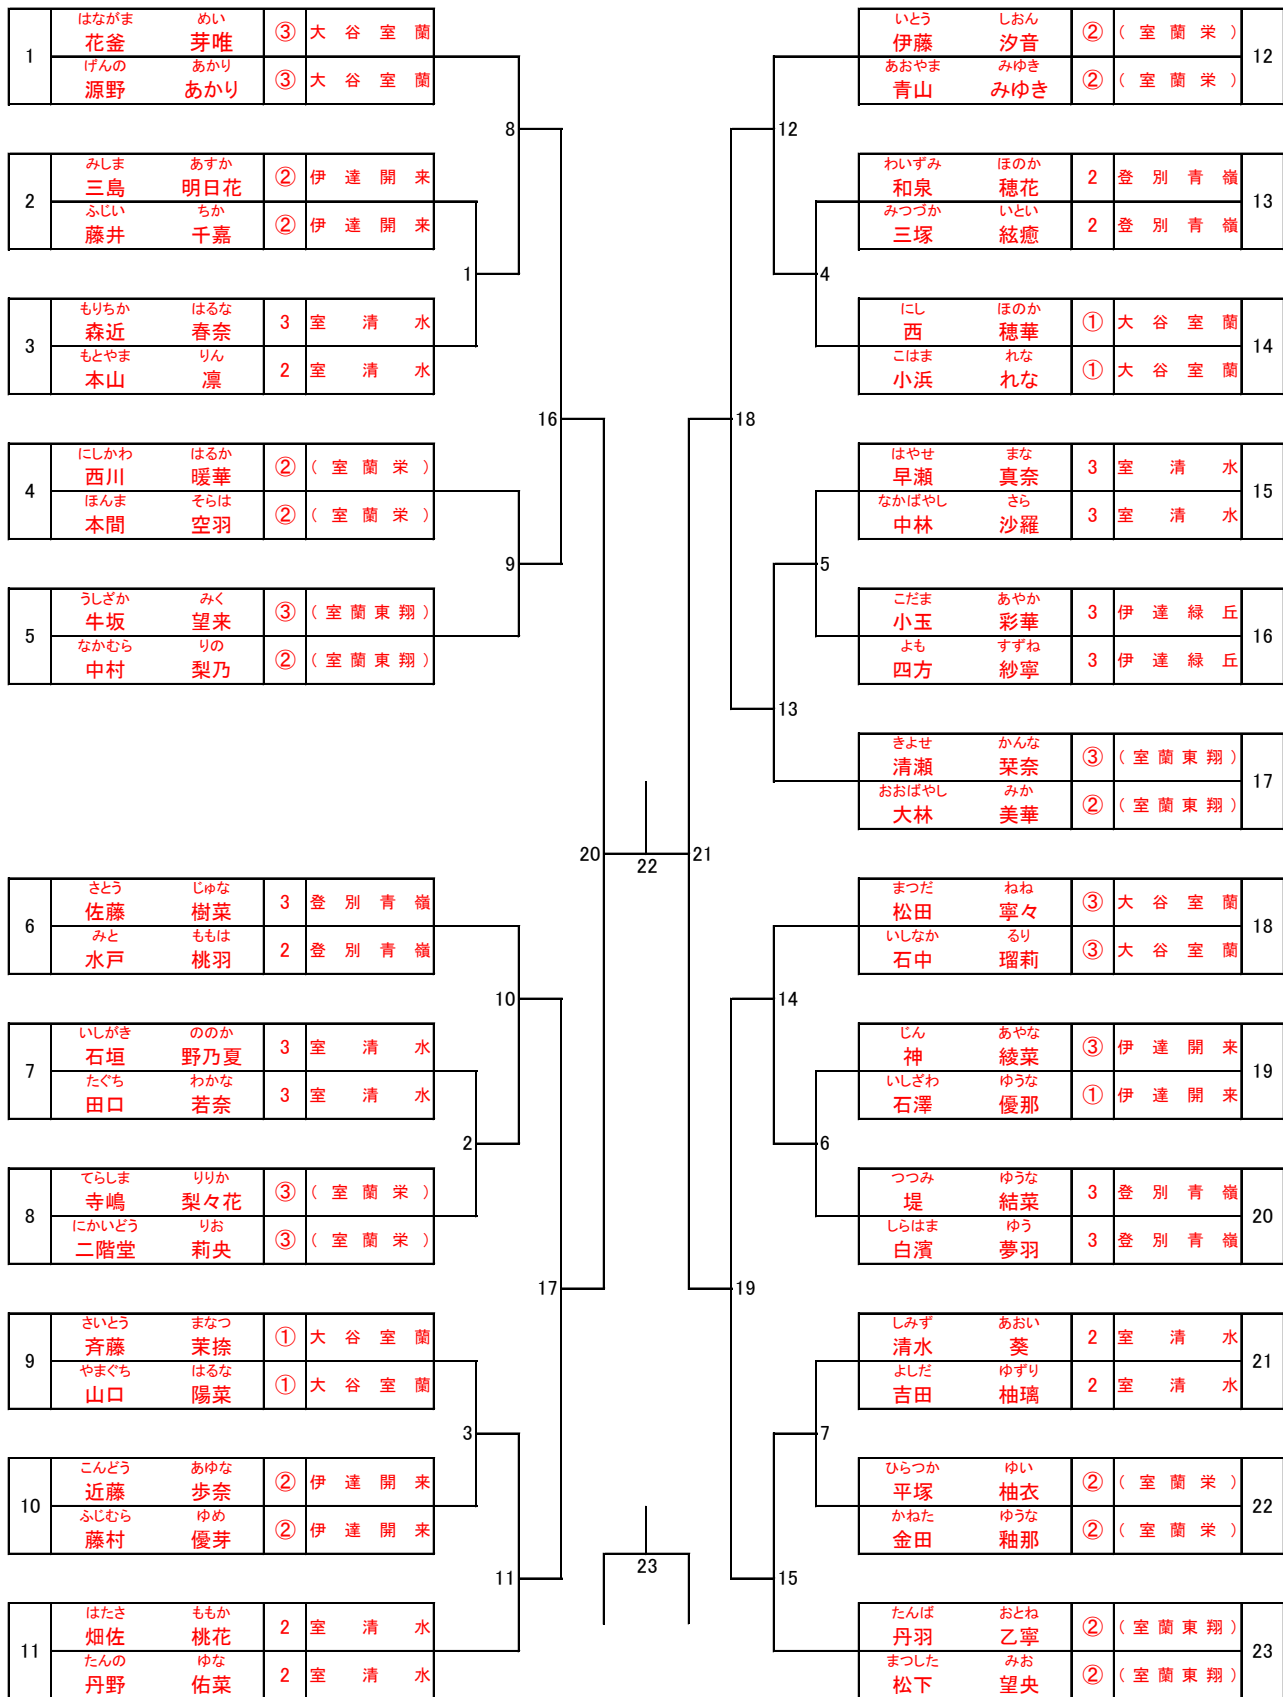 はながま めい
1 花釜 芽唯 ③ 大谷室蘭
げんの あかり
源野 あかり ③ 大谷室蘭
8
みしま あすか
2 三島 明日花 ② 伊達開来
ふじい ちか
藤井 千嘉 ② 伊達開来
1
もりちか はるな
3 森近 春奈 3 室清水
もとやま りん
本山 凛 2 室清水
16
にしかわ はるか
4 西川 暖華 ② (室蘭栄)
ほんま そらは
本間 空羽 ② (室蘭栄)
9
うしざか みく
5 牛坂 望来 ③ (室蘭東翔)
なかむら りの
中村 梨乃 ② (室蘭東翔)
20
22
21
さとう じゅな
6 佐藤 樹菜 3 登別青嶺
みと ももは
水戸 桃羽 2 登別青嶺
10
いしがき ののか
7 石垣 野乃夏 3 室清水
たぐち わかな
田口 若奈 3 室清水
2
てらしま りりか
8 寺嶋 梨々花 ③ (室蘭栄)
にかいどう りお
二階堂 莉央 ③ (室蘭栄)
17
さいとう まなつ
9 斉藤 茉捺 ① 大谷室蘭
やまぐち はるな
山口 陽菜 ① 大谷室蘭
3
こんどう あゆな
10 近藤 歩奈 ② 伊達開来
ふじむら ゆめ
藤村 優芽 ② 伊達開来
11
23
はたさ ももか
11 畑佐 桃花 2 室清水
たんの ゆな
丹野 佑菜 2 室清水
いとう しおん
伊藤 汐音 ② (室蘭栄) 12
あおやま みゆき
青山 みゆき ② (室蘭栄)
12
わいずみ ほのか
和泉 穂花 2 登別青嶺 13
みつづか いとい
三塚 絃癒 2 登別青嶺
4
にし ほのか
西 穂華 ① 大谷室蘭 14
こはま れな
小浜 れな ① 大谷室蘭
18
はやせ まな
早瀬 真奈 3 室清水 15
なかばやし さら
中林 沙羅 3 室清水
5
こだま あやか
小玉 彩華 3 伊達緑丘 16
よも すずね
四方 紗寧 3 伊達緑丘
13
きよせ かんな
清瀬 栞奈 ③ (室蘭東翔) 17
おおばやし みか
大林 美華 ② (室蘭東翔)
まつだ ねね
松田 寧々 ③ 大谷室蘭 18
いしなか るり
石中 瑠莉 ③ 大谷室蘭
14
じん あやな
神 綾菜 ③ 伊達開来 19
いしざわ ゆうな
石澤 優那 ① 伊達開来
6
つつみ ゆうな
堤 結菜 3 登別青嶺 20
しらはま ゆう
白濱 夢羽 3 登別青嶺
19
しみず あおい
清水 葵 2 室清水 21
よしだ ゆずり
吉田 柚璃 2 室清水
7
ひらつか ゆい
平塚 柚衣 ② (室蘭栄) 22
かねた ゆうな
金田 釉那 ② (室蘭栄)
15
たんば おとね
丹羽 乙寧 ② (室蘭東翔) 23
まつした みお
松下 望央 ② (室蘭東翔)